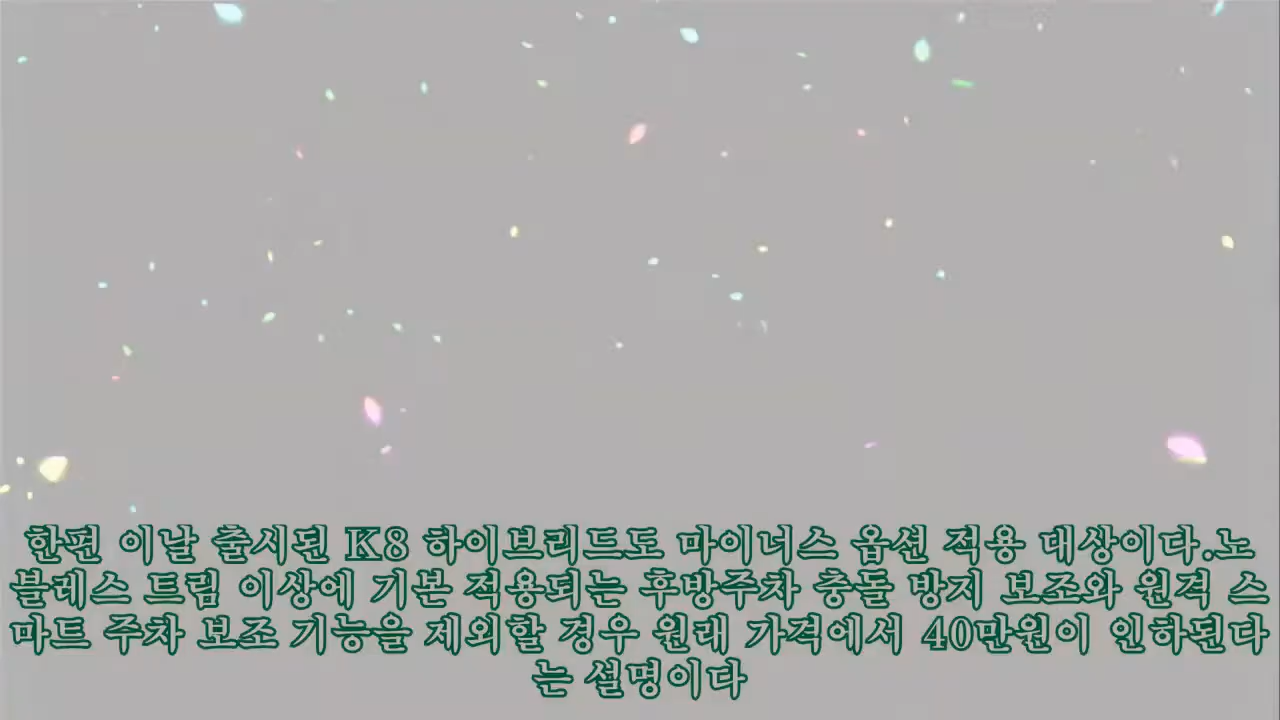 한편 이날 출시된 K8 하이브리드도 마이너스 옵션 적용 대상이다.노
블레스 트림 이상에 기본 적용되는 후방주차 충돌 방지 보조와 원격 스
마트 주차 보조 기능을 제외할 경우 원래 가격에서 40만원이 인하된다
는 설명이다